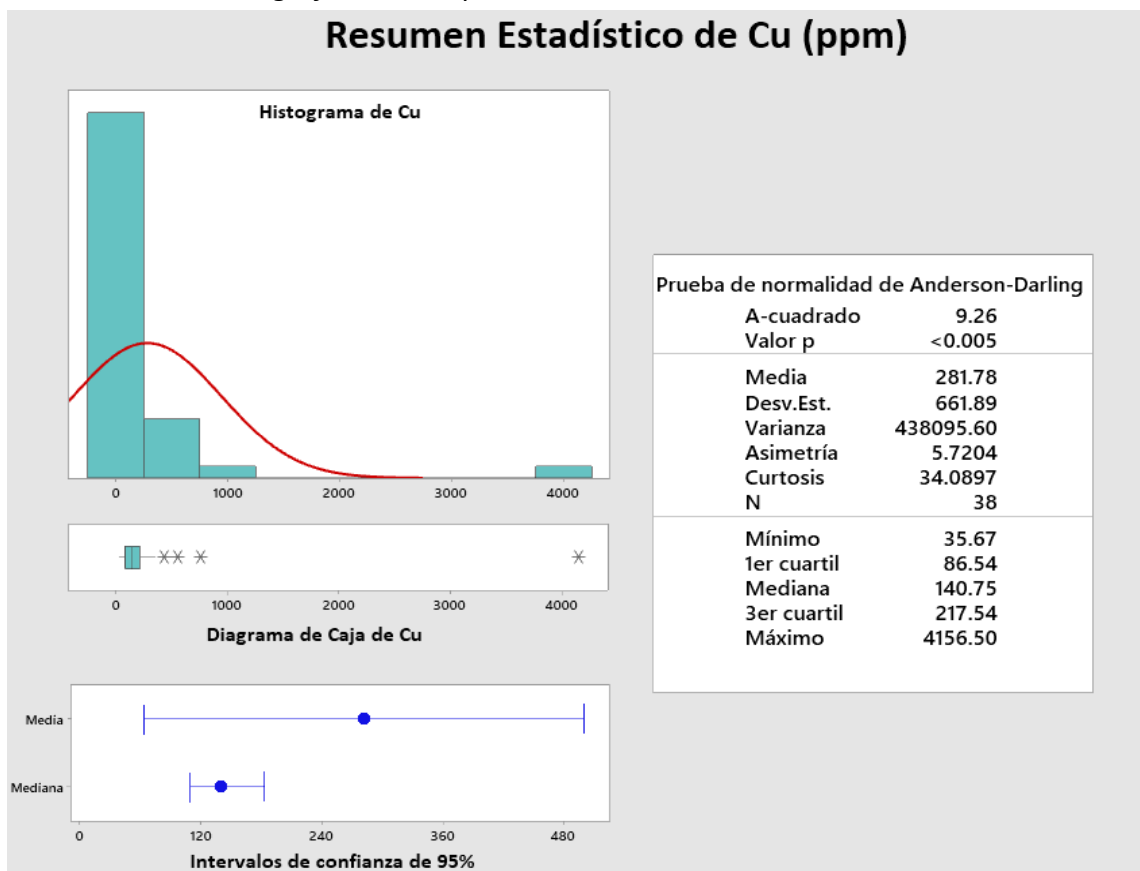 Resumen Estadístico de Cu (ppm)
Histograma de Cu
0 1000 2000 3000 4000
0 1000 2000 3000 4000
Diagrama de Caja de Cu
Media
Mediana
0 120 240 360 480
Intervalos de confianza de 95%
Prueba de normalidad de Anderson-Darling
A-cuadrado 9.26
Valor p <0.005
Media 281.78
Desv.Est. 661.89
Varianza 438095.60
Asimetría 5.7204
Curtosis 34.0897
N 38
Mínimo 35.67
1er cuartil 86.54
Mediana 140.75
3er cuartil 217.54
Máximo 4156.50